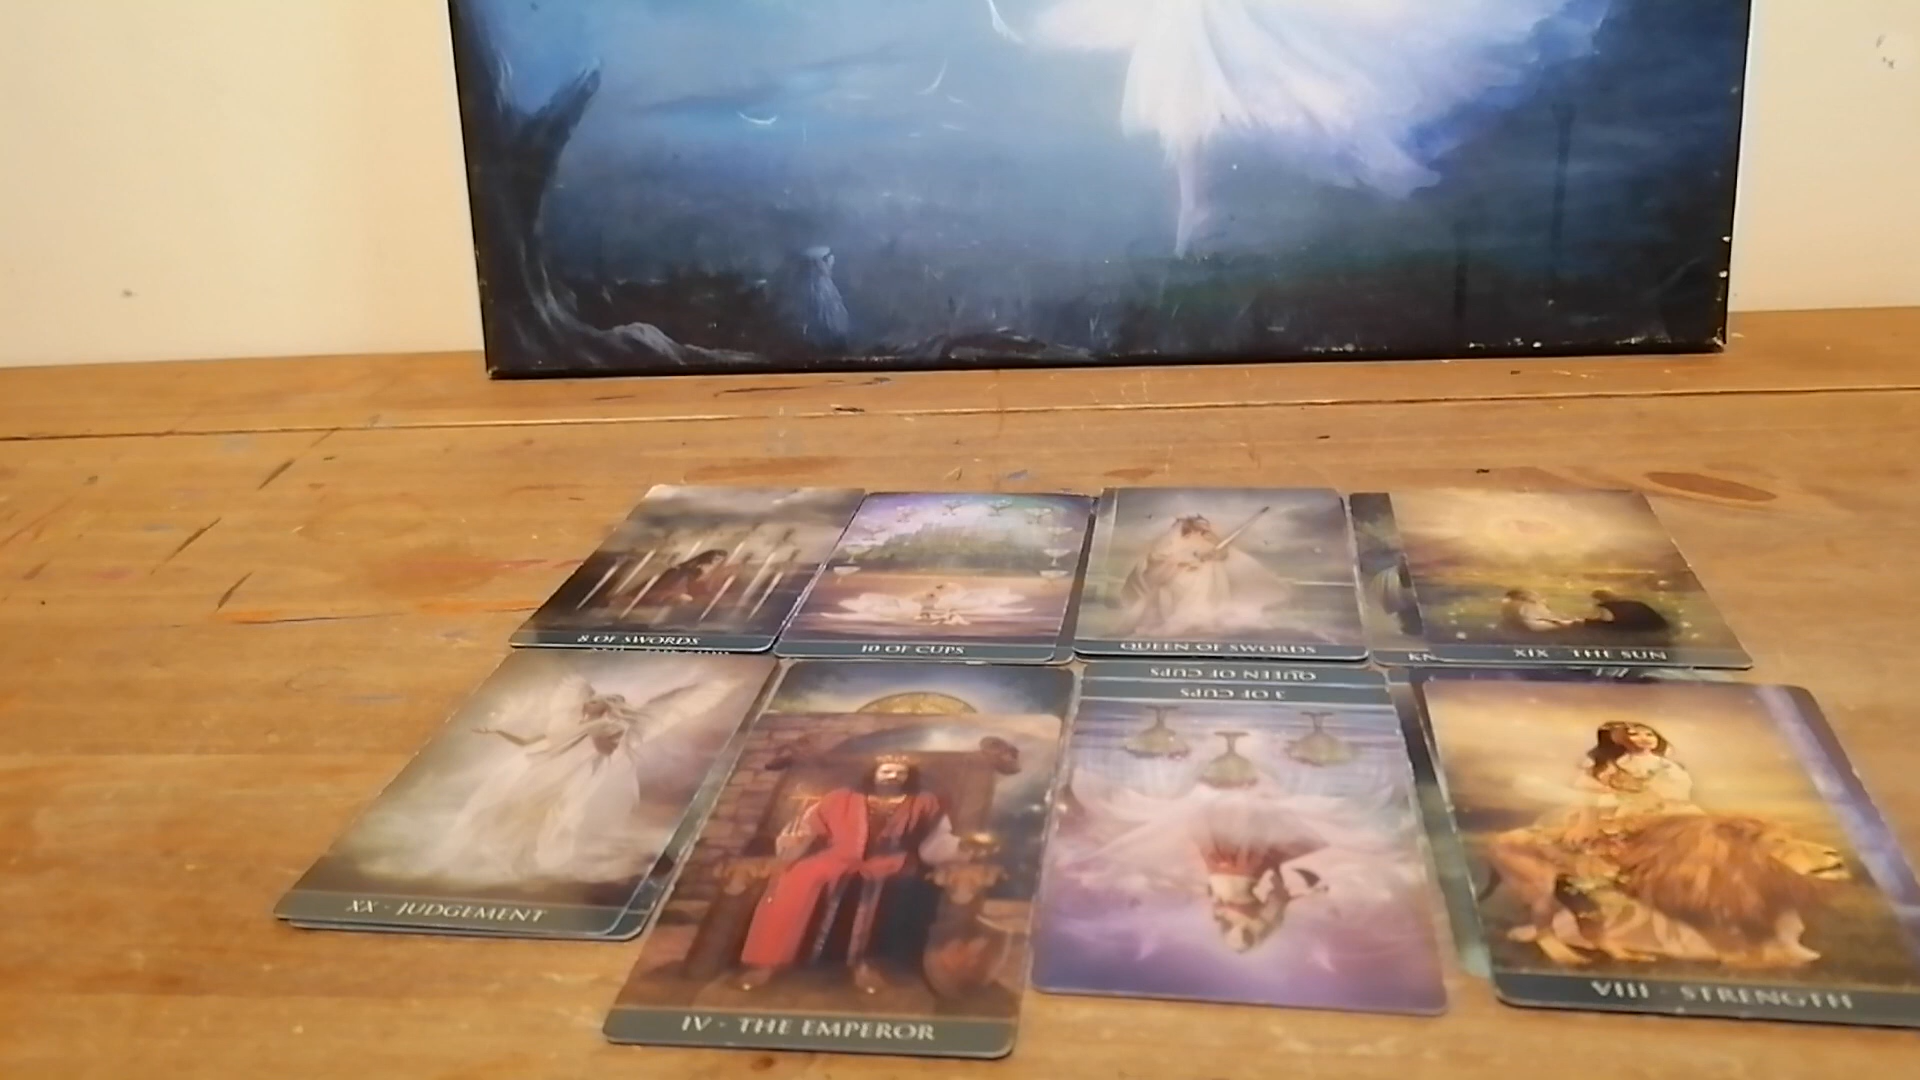 8 OF SWORDS
10 OF CUPS
QUEEN OF SWORDS
XIX THE SUN
QUEEN OF CUPS
3 OF CUPS
XX - JUDGEMENT
IV - THE EMPEROR
VIII - STRENGTH